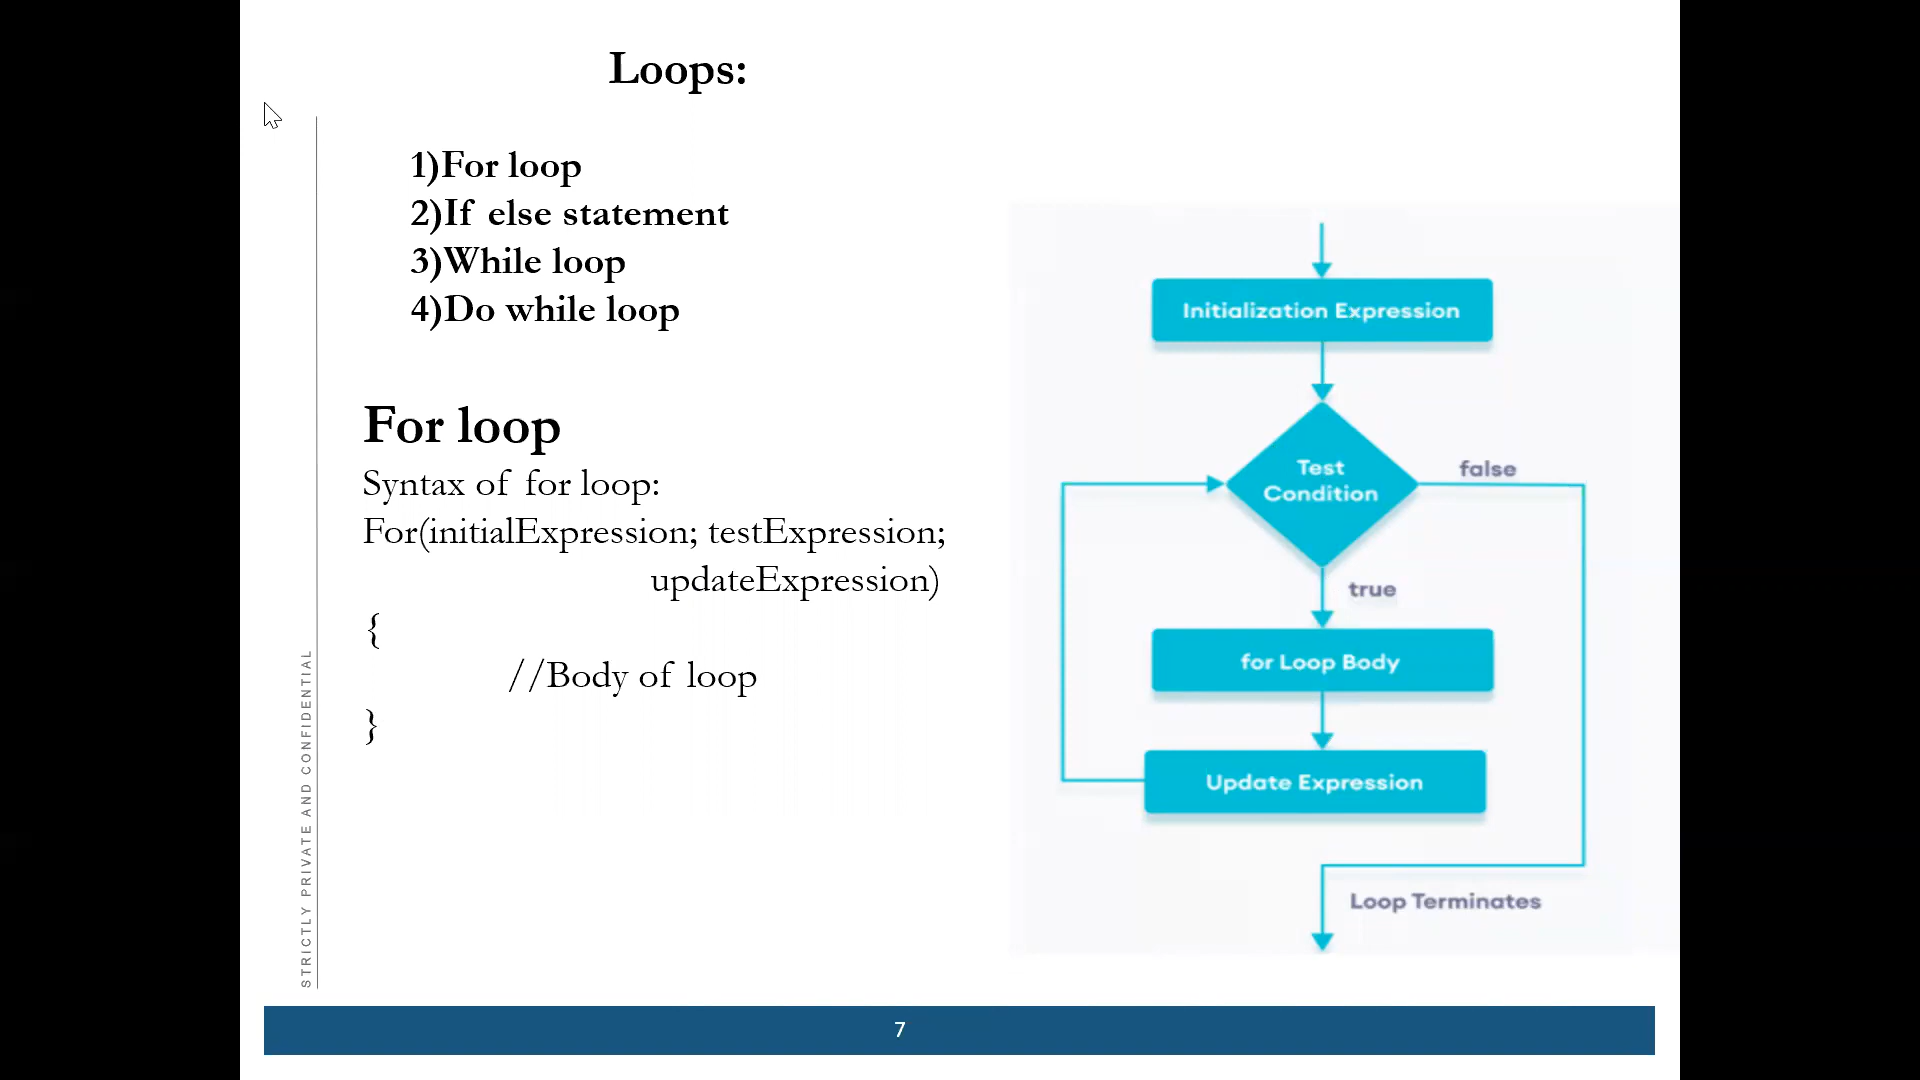 Loops:
1)For loop
2)If else statement
3)While loop
4)Do while loop
For loop
Syntax of for loop:
For(initialExpression; testExpression;
updateExpression)
{
//Body of loop
}
Initialization Expression
Test
Condition
false
true
for Loop Body
Update Expression
Loop Terminates
STRICTLY PRIVATE AND CONFIDENTIAL
7